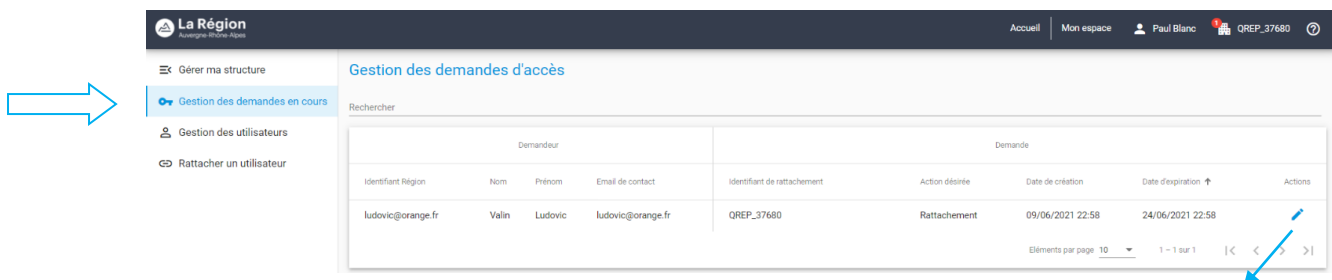 La Région
Auvergne-Rhône-Alpes
Accueil Mon espace Paul Blanc 1 QREP_37680 ?
Gérer ma structure
Gestion des demandes en cours
Gestion des utilisateurs
Rattacher un utilisateur
Gestion des demandes d'accès
Rechercher
Demandeur Demande
Identifiant Région Nom Prénom Email de contact Identifiant de rattachement Action désirée Date de création Date d'expiration Actions
ludovic@orange.fr Valin Ludovic ludovic@orange.fr QREP_37680 Rattachement 09/06/2021 22:58 24/06/2021 22:58
Eléments par page 10 1 – 1 sur 1